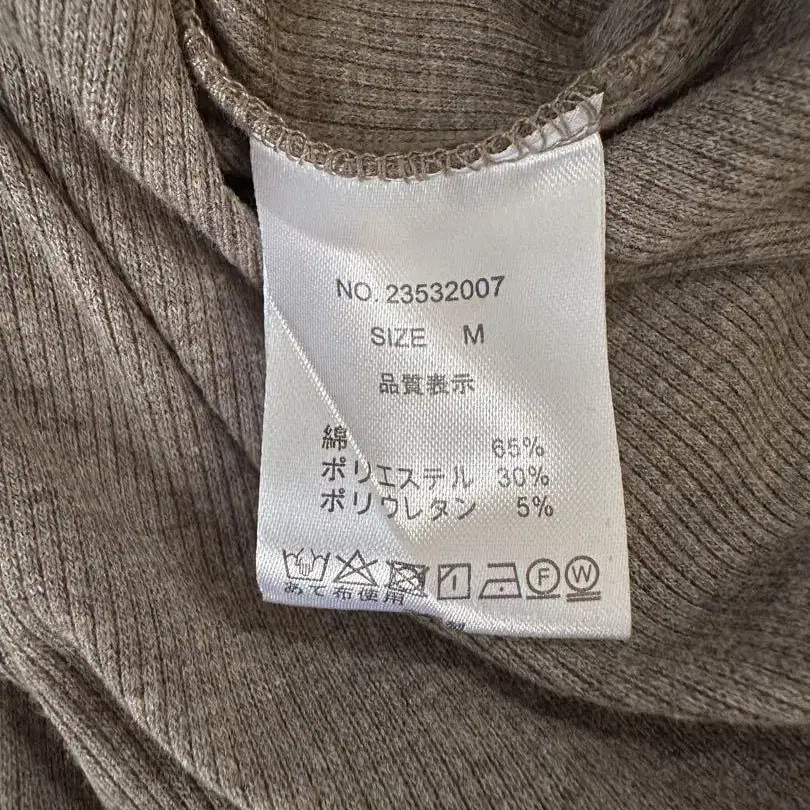 NO. 23532007
SIZE M
品質表示
綿 65%
ポリエステル 30%
ポリウレタン 5%
F W
あて布使用